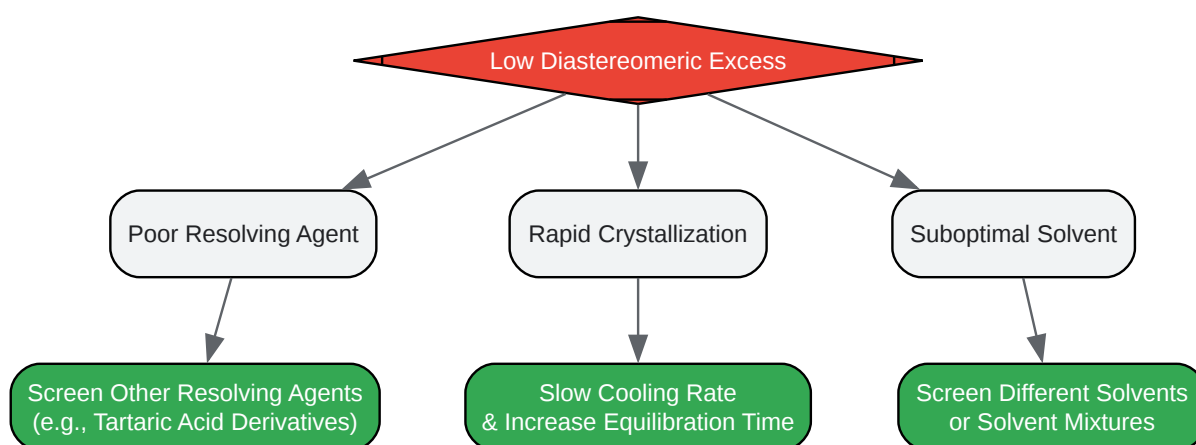 Low Diastereomeric Excess
Poor Resolving Agent
Rapid Crystallization
Suboptimal Solvent
Screen Other Resolving Agents
(e.g., Tartaric Acid Derivatives)
Slow Cooling Rate
& Increase Equilibration Time
Screen Different Solvents
or Solvent Mixtures